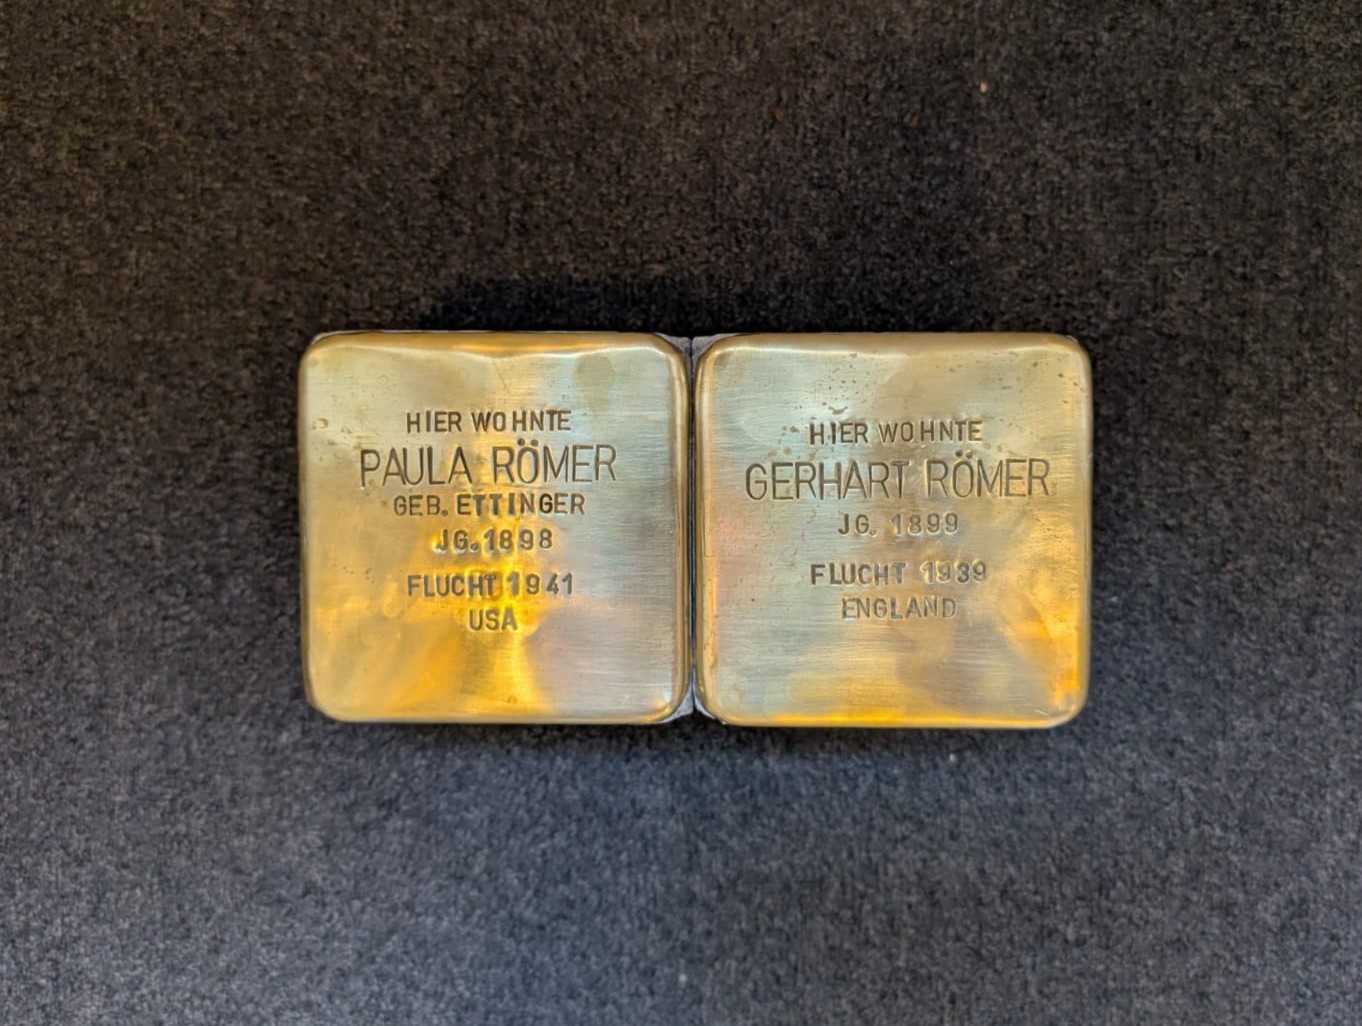 HIER WOHNTE
PAULA RÖMER
GEB. ETTINGER
JG. 1898
FLUCHT 1941
USA
HIER WOHNTE
GERHART RÖMER
JG. 1899
FLUCHT 1939
ENGLAND